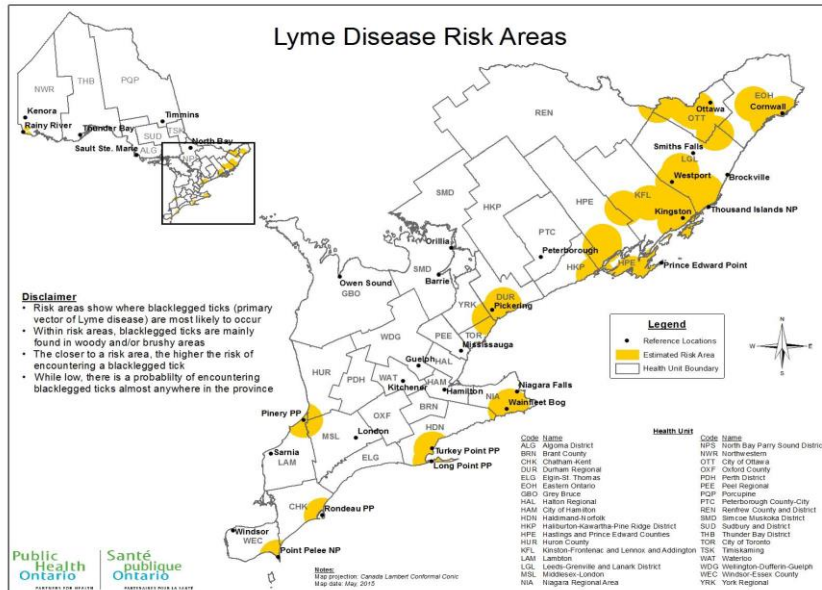 Lyme Disease Risk Areas
NWR
THB
PQP
Kenora
Rainy River
Thunder Bay
Timmins
TSK
SUD
North Bay
Sault Ste. Marie
ALG
NPS
REN
Ottawa
OTT
EOH
Cornwall
Smiths Falls
LGL
Westport
Brockville
KFL
Kingston
Thousand Islands NP
SMD
HKP
HPE
PTC
Peterborough
HKP
HPE
Prince Edward Point
Orillia
SMD
Barrie
Owen Sound
GBO
YRK
DUR
Pickering
TOR
PEE
Mississauga
WDG
Guelph
HAL
HUR
PDH
WAT
Kitchener
HAM
Hamilton
NIA
Niagara Falls
Wainfleet Bog
BRN
OXF
HDN
Pinery PP
MSL
London
Turkey Point PP
Long Point PP
ELG
Sarnia
LAM
CHK
Rondeau PP
Windsor
WEC
Point Pelee NP
Disclaimer
• Risk areas show where blacklegged ticks (primary
vector of Lyme disease) are most likely to occur
• Within risk areas, blacklegged ticks are mainly
found in woody and/or brushy areas
• The closer to a risk area, the higher the risk of
encountering a blacklegged tick
• While low, there is a probablilty of encountering
blacklegged ticks almost anywhere in the province
Legend
Reference Locations
Estimated Risk Area
Health Unit Boundary
N
W E
S
Health Unit
Code Name
ALG Algoma District
BRN Brant County
CHK Chatham-Kent
DUR Durham Regional
ELG Elgin-St. Thomas
EOH Eastern Ontario
GBO Grey Bruce
HAL Halton Regional
HAM City of Hamilton
HDN Haldimand-Norfolk
HKP Haliburton-Kawartha-Pine Ridge District
HPE Hastings and Prince Edward Counties
HUR Huron County
KFL Kinston-Frontenac and Lennox and Addington
LAM Lambton
LGL Leeds-Grenville and Lanark District
MSL Middlesex-London
NIA Niagara Regional Area
Code Name
NPS North Bay Parry Sound District
NWR Northwestern
OTT City of Ottawa
OXF Oxford County
PDH Perth District
PEE Peel Regional
PQP Porcupine
PTC Peterborough County-City
REN Renfrew County and District
SMD Simcoe Muskoka District
SUD Sudbury and District
THB Thunder Bay District
TOR City of Toronto
TSK Timiskaming
WAT Waterloo
WDG Wellington-Dufferin-Guelph
WEC Windsor-Essex County
YRK York Regional
Public
Health
Ontario
PARTNERS FOR HEALTH
Santé
publique
Ontario
PARTENAIRES POUR LA SANTÉ
Notes:
Map projection: Canada Lambert Conformal Conic
Map date: May, 2015